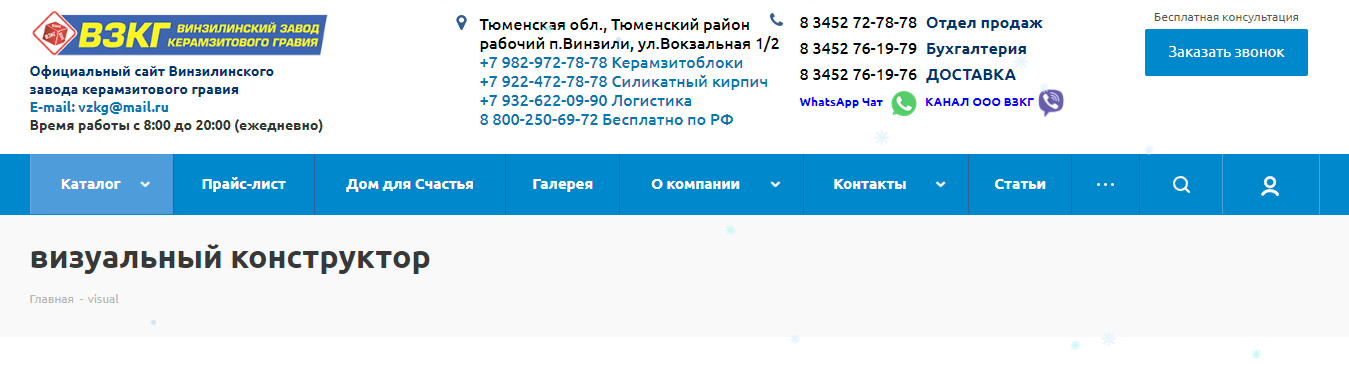 ВЗКГ ВИНЗИЛИНСКИЙ ЗАВОД
КЕРАМЗИТОВОГО ГРАВИЯ
Официальный сайт Винзилинского
завода керамзитового гравия
E-mail: vzkg@mail.ru
Время работы с 8:00 до 20:00 (ежедневно)
Тюменская обл., Тюменский район
рабочий п.Винзили, ул.Вокзальная 1/2
+7 982-972-78-78 Керамзитоблоки
+7 922-472-78-78 Силикатный кирпич
+7 932-622-09-90 Логистика
8 800-250-69-72 Бесплатно по РФ
8 3452 72-78-78 Отдел продаж
8 3452 76-19-79 Бухгалтерия
8 3452 76-19-76 ДОСТАВКА
WhatsApp Чат КАНАЛ ООО ВЗКГ
Бесплатная консультация
Заказать звонок
Каталог Прайс-лист Дом для Счастья Галерея О компании Контакты Статьи ...
визуальный конструктор
Главная - visual